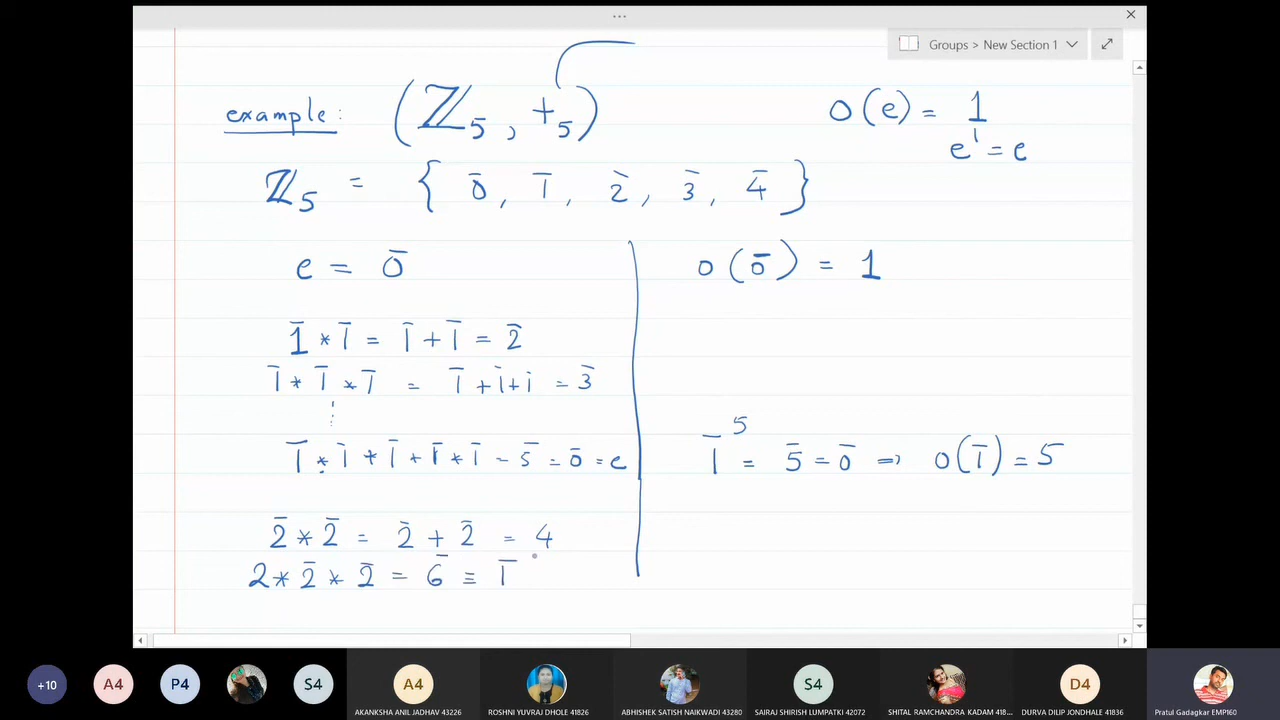 Groups > New Section 1
example: (ℤ₅, +₅)
o(e) = 1
e¹ = e
ℤ₅ = { 0̄, 1̄, 2̄, 3̄, 4̄ }
e = 0̄
o(0̄) = 1
1̄ * 1̄ = 1̄ + 1̄ = 2̄
1̄ * 1̄ * 1̄ = 1̄ + 1̄ + 1 = 3̄
⋮
1̄ * 1̄ * 1̄ * 1̄ * 1̄ = 5̄ = 0̄ = e
1̄⁵ = 5̄ = 0̄ ⇒ o(1̄) = 5
2̄ * 2̄ = 2̄ + 2̄ = 4
2 * 2̄ * 2̄ = 6̄ ≡ 1̄
+10
A4
P4
S4
A4
S4
D4
AKANKSHA ANIL JADHAV 43226
ROSHNI YUVRAJ DHOLE 41826
ABHISHEK SATISH NAIKWADI 43280
SAIRAJ SHIRISH LUMPATKI 42072
SHITAL RAMCHANDRA KADAM 418...
DURVA DILIP JONDHALE 41836
Pratul Gadagkar EMP160